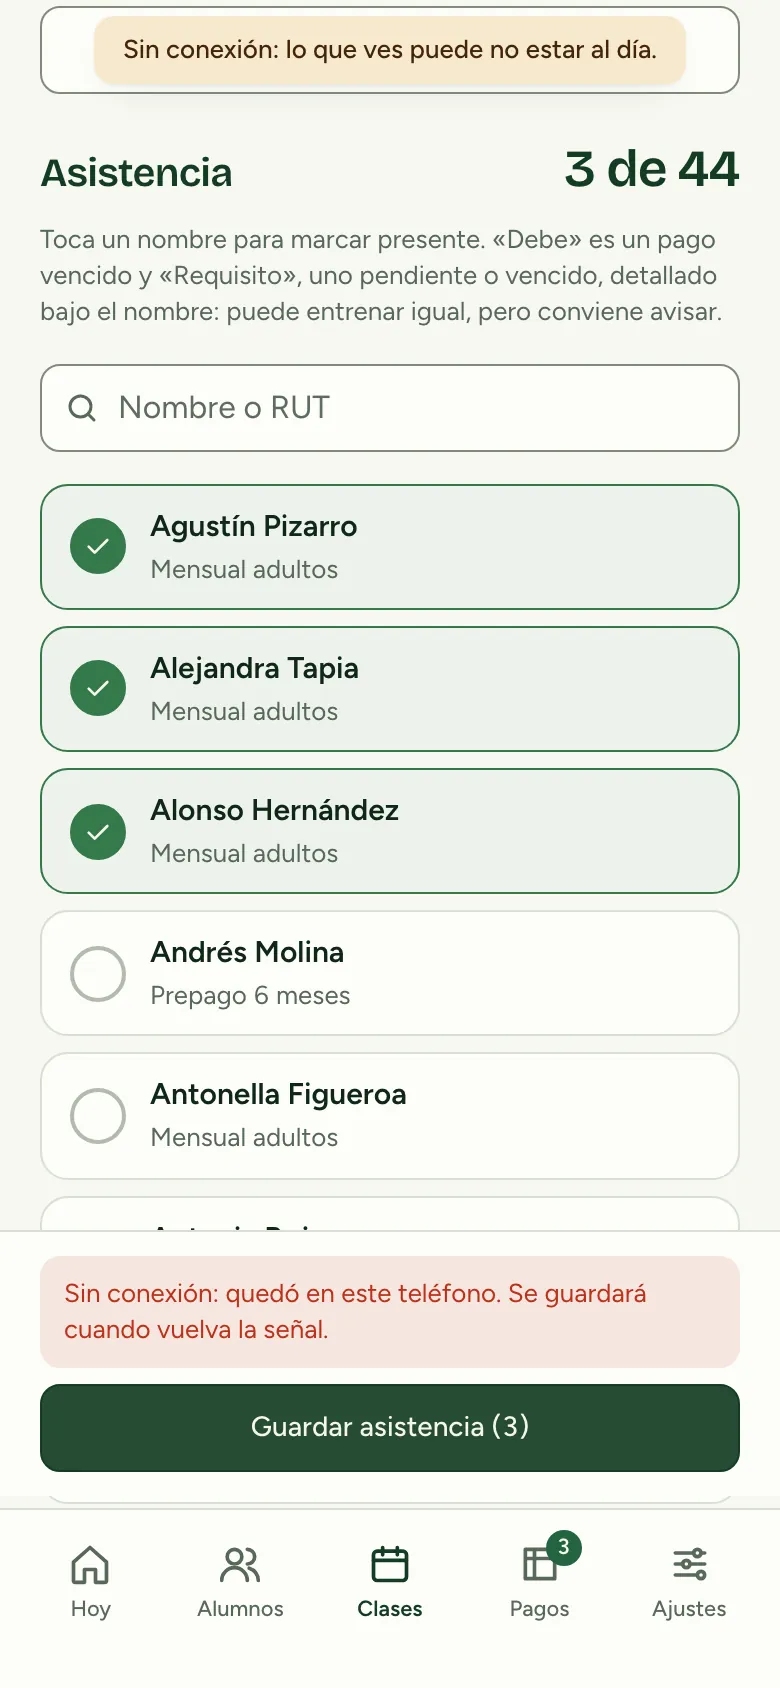 Sin conexión: lo que ves puede no estar al día.
Asistencia
3 de 44
Toca un nombre para marcar presente. «Debe» es un pago
vencido y «Requisito», uno pendiente o vencido, detallado
bajo el nombre: puede entrenar igual, pero conviene avisar.
Nombre o RUT
Agustín Pizarro
Mensual adultos
Alejandra Tapia
Mensual adultos
Alonso Hernández
Mensual adultos
Andrés Molina
Prepago 6 meses
Antonella Figueroa
Mensual adultos
Sin conexión: quedó en este teléfono. Se guardará
cuando vuelva la señal.
Guardar asistencia (3)
3
Hoy
Alumnos
Clases
Pagos
Ajustes